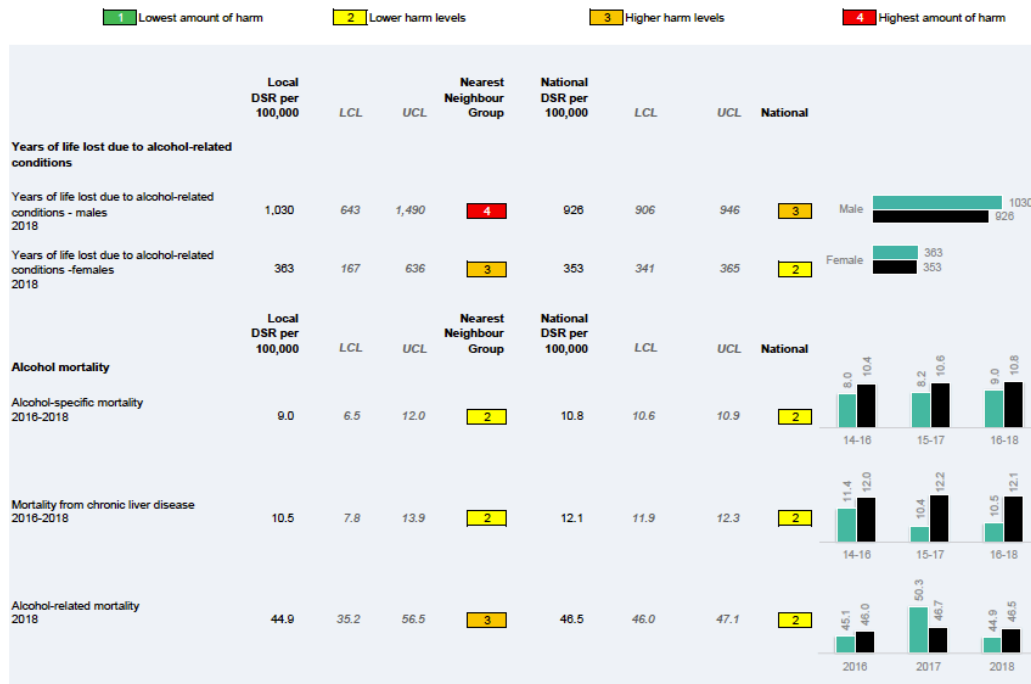 1 Lowest amount of harm 2 Lower harm levels 3 Higher harm levels 4 Highest amount of harm
Local
DSR per
100,000
LCL
UCL
Nearest
Neighbour
Group
National
DSR per
100,000
LCL
UCL
National
Years of life lost due to alcohol-related
conditions
Years of life lost due to alcohol-related
conditions - males
2018
1,030 643 1,490 4 926 906 946 3
Male 1030
926
Years of life lost due to alcohol-related
conditions -females
2018
363 167 636 3 353 341 365 2
Female 363
353
Local
DSR per
100,000
LCL
UCL
Nearest
Neighbour
Group
National
DSR per
100,000
LCL
UCL
National
Alcohol mortality
Alcohol-specific mortality
2016-2018
9.0 6.5 12.0 2 10.8 10.6 10.9 2
8.0 10.4 8.2 10.6 9.0 10.8
14-16 15-17 16-18
Mortality from chronic liver disease
2016-2018
10.5 7.8 13.9 2 12.1 11.9 12.3 2
11.4 12.0 10.4 12.2 10.5 12.1
14-16 15-17 16-18
Alcohol-related mortality
2018
44.9 35.2 56.5 3 46.5 46.0 47.1 2
45.1 46.0 50.3 46.7 44.9 46.5
2016 2017 2018